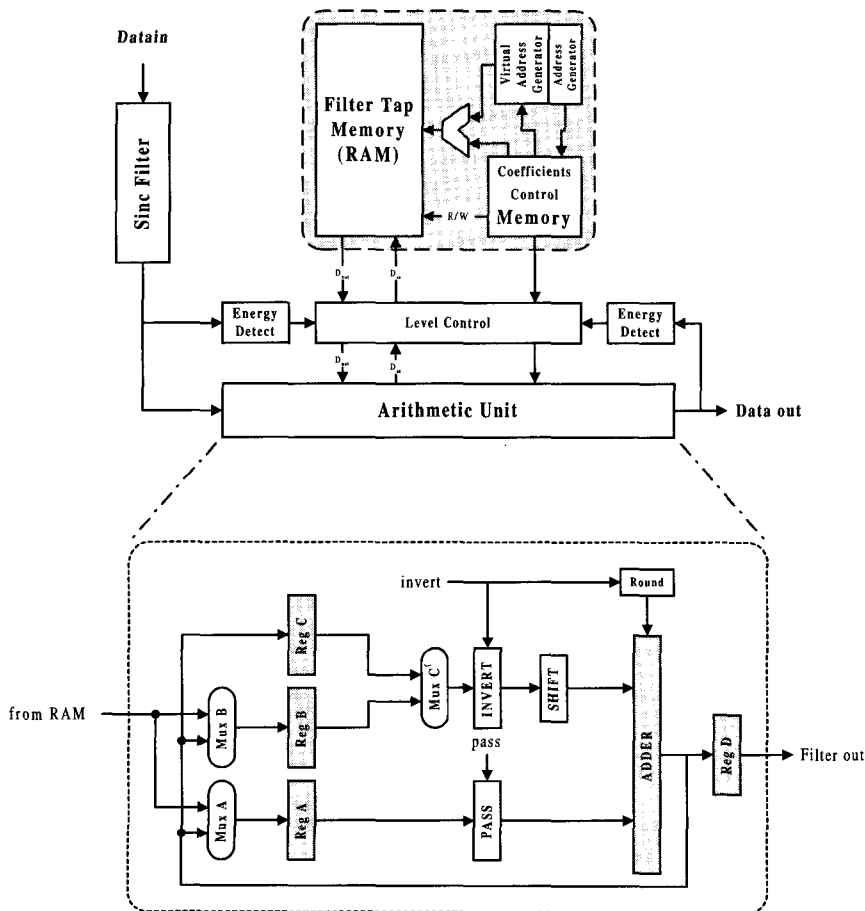 Datain
Sinc Filter
Filter Tap
Memory
(RAM)
Virtual
Address
Generator
Address
Generator
Coefficients
Control
Memory
R/W
Energy
Detect
Level Control
Energy
Detect
Arithmetic Unit
Data out
invert
Round
Reg C
from RAM
Mux B
Reg B
Mux C
INVERT
SHIFT
ADDER
Reg D
Filter out
pass
Mux A
Reg A
PASS